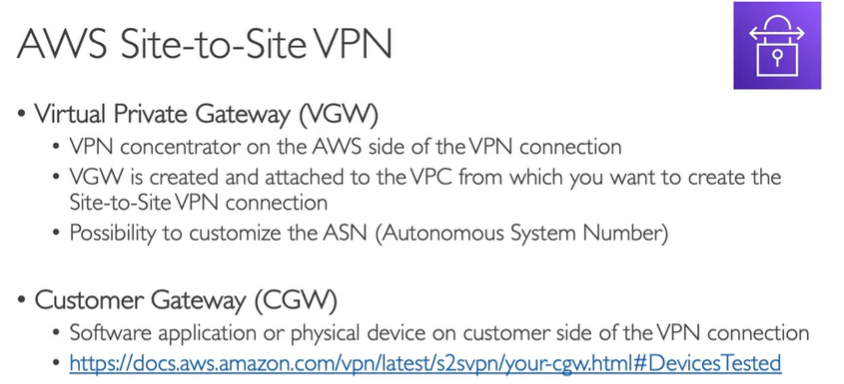 AWS Site-to-Site VPN
• Virtual Private Gateway (VGW)
• VPN concentrator on the AWS side of the VPN connection
• VGW is created and attached to the VPC from which you want to create the
Site-to-Site VPN connection
• Possibility to customize the ASN (Autonomous System Number)
• Customer Gateway (CGW)
• Software application or physical device on customer side of the VPN connection
• https://docs.aws.amazon.com/vpn/latest/s2svpn/your-cgw.html#DevicesTested